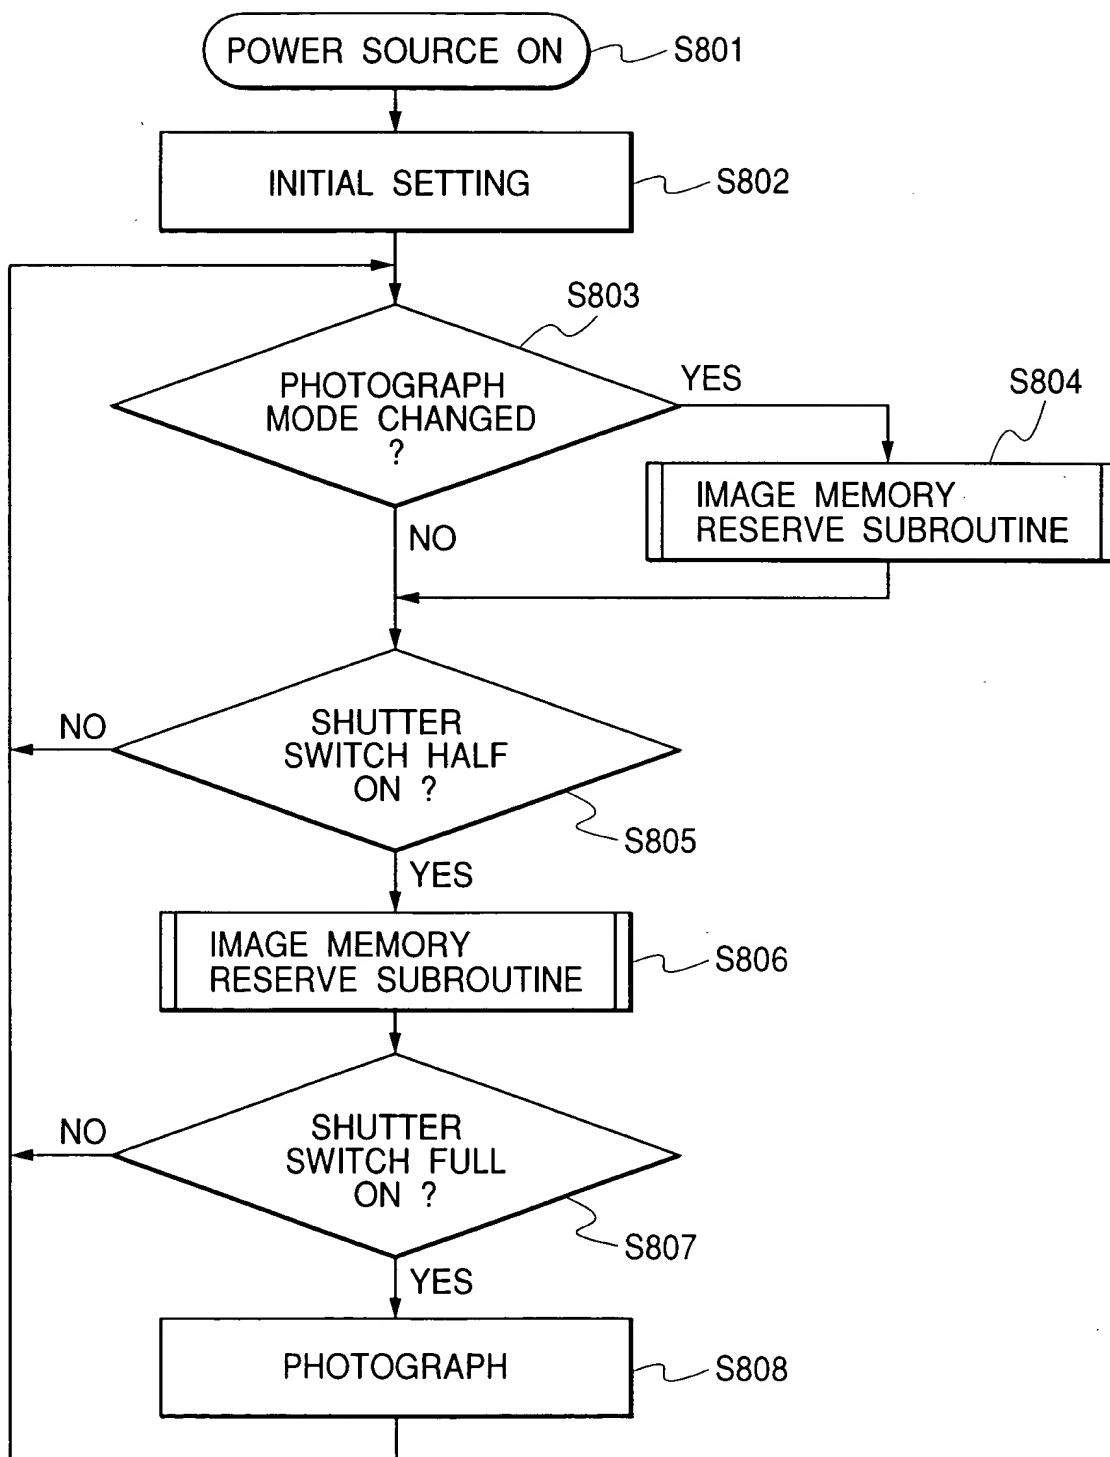 POWER SOURCE ON
S801
INITIAL SETTING
S802
S803
PHOTOGRAPH
MODE CHANGED
?
YES
S804
IMAGE MEMORY
RESERVE SUBROUTINE
NO
SHUTTER
SWITCH HALF
ON ?
NO
S805
YES
IMAGE MEMORY
RESERVE SUBROUTINE
S806
SHUTTER
SWITCH FULL
ON ?
NO
S807
YES
PHOTOGRAPH
S808